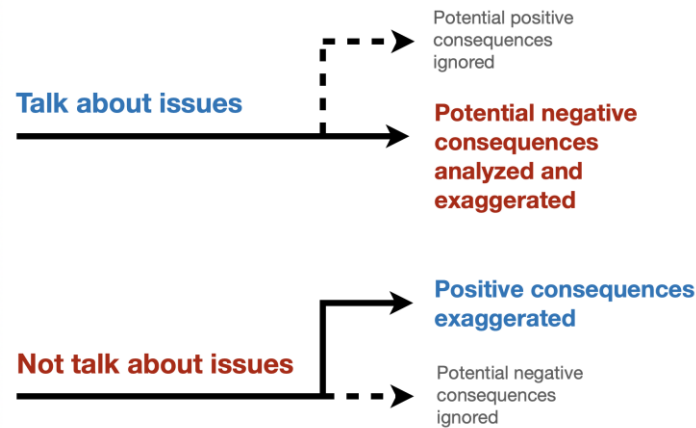 Potential positive
consequences
ignored
Talk about issues
Potential negative
consequences
analyzed and
exaggerated
Positive consequences
exaggerated
Not talk about issues
Potential negative
consequences
ignored